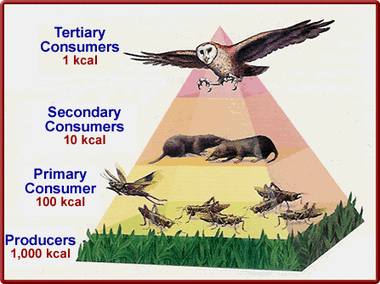 Tertiary
Consumers
1 kcal
Secondary
Consumers
10 kcal
Primary
Consumer
100 kcal
Producers
1,000 kcal